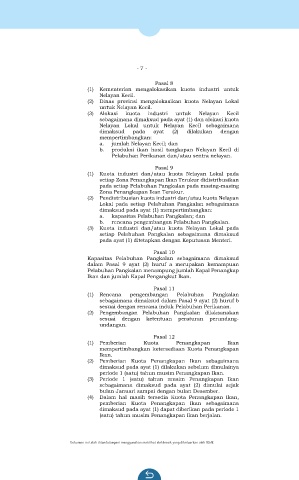 - 7 -
Pasal 8
(1) Kementerian mengalokasikan kuota industri untuk
Nelayan Kecil.
(2) Dinas provinsi mengalokasikan kuota Nelayan Lokal
untuk Nelayan Kecil.
(3) Alokasi kuota industri untuk Nelayan Kecil
sebagaimana dimaksud pada ayat (1) dan alokasi kuota
Nelayan Lokal untuk Nelayan Kecil sebagaimana
dimaksud pada ayat (2) dilakukan dengan
mempertimbangkan:
a. jumlah Nelayan Kecil; dan
b. produksi ikan hasil tangkapan Nelayan Kecil di
Pelabuhan Perikanan dan/atau sentra nelayan.
Pasal 9
(1) Kuota industri dan/atau kuota Nelayan Lokal pada
setiap Zona Penangkapan Ikan Terukur didistribusikan
pada setiap Pelabuhan Pangkalan pada masing-masing
Zona Penangkapan Ikan Terukur.
(2) Pendistribusian kuota industri dan/atau kuota Nelayan
Lokal pada setiap Pelabuhan Pangkalan sebagaimana
dimaksud pada ayat (1) mempertimbangkan:
a. kapasitas Pelabuhan Pangkalan; dan
b. rencana pengembangan Pelabuhan Pangkalan.
(3) Kuota industri dan/atau kuota Nelayan Lokal pada
setiap Pelabuhan Pangkalan sebagaimana dimaksud
pada ayat (1) ditetapkan dengan Keputusan Menteri.
Pasal 10
Kapasitas Pelabuhan Pangkalan sebagaimana dimaksud
dalam Pasal 9 ayat (2) huruf a merupakan kemampuan
Pelabuhan Pangkalan menampung jumlah Kapal Penangkap
Ikan dan jumlah Kapal Pengangkut Ikan.
Pasal 11
(1) Rencana pengembangan Pelabuhan Pangkalan
sebagaimana dimaksud dalam Pasal 9 ayat (2) huruf b
sesuai dengan rencana induk Pelabuhan Perikanan.
(2) Pengembangan Pelabuhan Pangkalan dilaksanakan
sesuai dengan ketentuan peraturan perundang-
undangan.
Pasal 12
(1) Pemberian Kuota Penangkapan Ikan
mempertimbangkan ketersediaan Kuota Penangkapan
Ikan.
(2) Pemberian Kuota Penangkapan Ikan sebagaimana
dimaksud pada ayat (1) dilakukan sebelum dimulainya
periode 1 (satu) tahun musim Penangkapan Ikan.
(3) Periode 1 (satu) tahun musim Penangkapan Ikan
sebagaimana dimaksud pada ayat (2) dimulai sejak
bulan Januari sampai dengan bulan Desember.
(4) Dalam hal masih tersedia Kuota Penangkapan Ikan,
pemberian Kuota Penangkapan Ikan sebagaimana
dimaksud pada ayat (1) dapat diberikan pada periode 1
(satu) tahun musim Penangkapan Ikan berjalan.